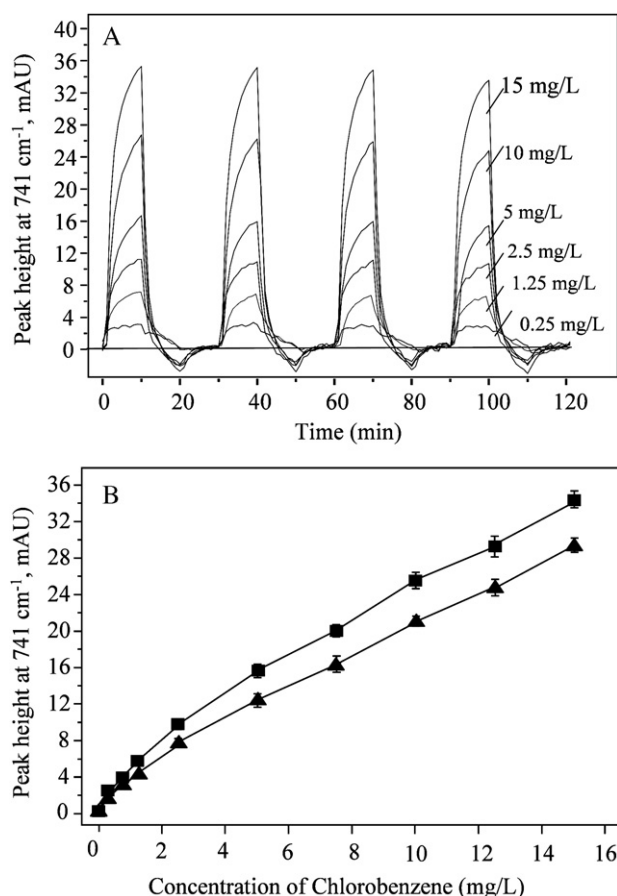 A
40
36
32
28
24
20
16
12
8
4
0
Peak height at 741 cm⁻¹, mAU)
15 mg/L
10 mg/L
5 mg/L
2.5 mg/L
1.25 mg/L
0.25 mg/L
0 20 40 60 80 100 120
Time (min)
B
36
32
28
24
20
16
12
8
4
0
Peak height at 741 cm⁻¹, mAU)
0 2 4 6 8 10 12 14 16
Concentration of Chlorobenzene (mg/L)